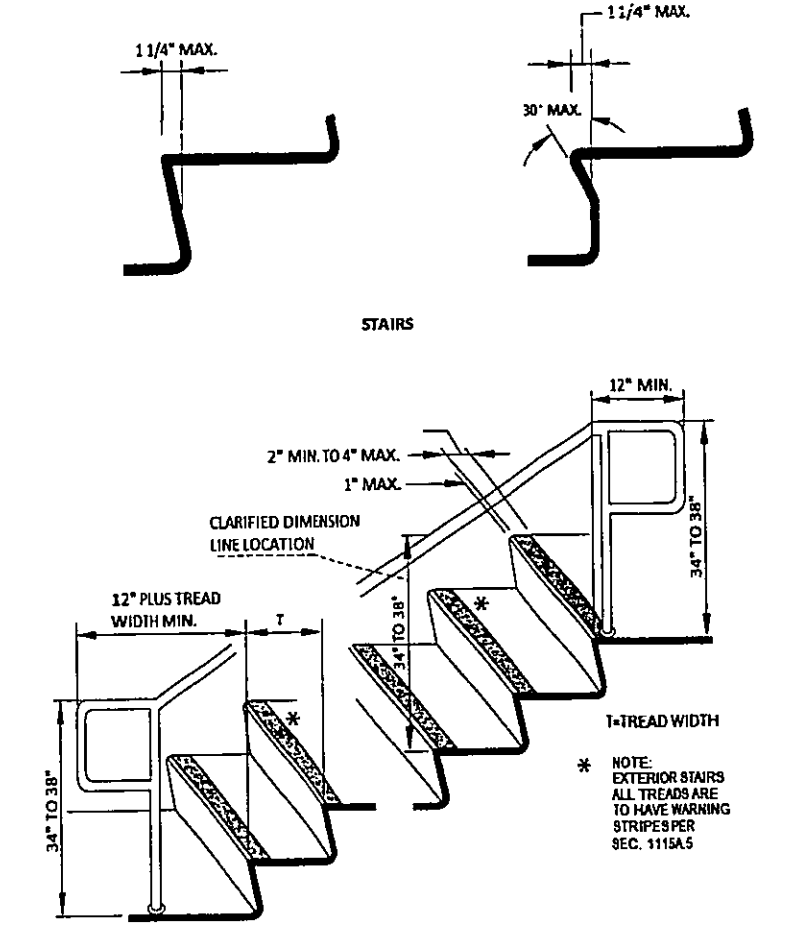 1 1/4" MAX.
1 1/4" MAX.
30° MAX.
STAIRS
12" MIN.
2" MIN. TO 4" MAX.
1" MAX.
CLARIFIED DIMENSION
LINE LOCATION
34" TO 38"
34" TO 38"
12" PLUS TREAD
WIDTH MIN.
T
34" TO 38"
*
*
T=TREAD WIDTH
* NOTE:
EXTERIOR STAIRS
ALL TREADS ARE
TO HAVE WARNING
STRIPES PER
SEC. 1115A.5